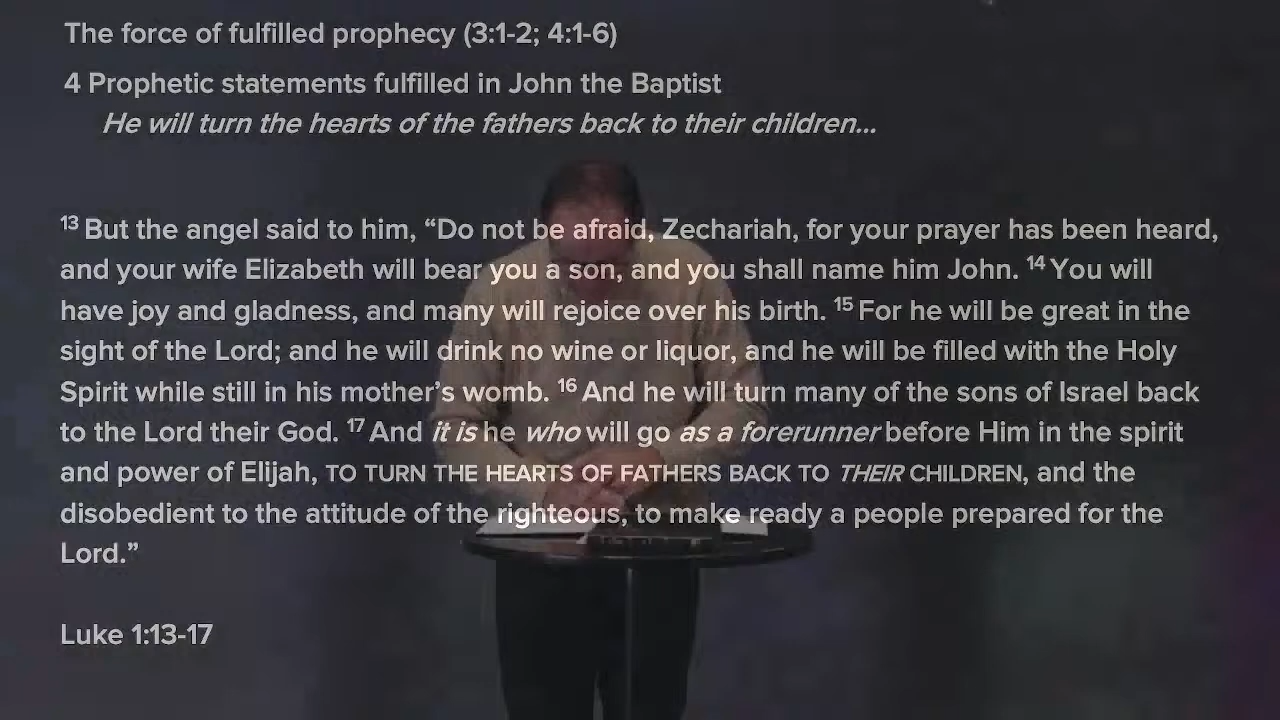 The force of fulfilled prophecy (3:1-2; 4:1-6)
4 Prophetic statements fulfilled in John the Baptist
He will turn the hearts of the fathers back to their children...
13 But the angel said to him, “Do not be afraid, Zechariah, for your prayer has been heard,
and your wife Elizabeth will bear you a son, and you shall name him John. 14 You will
have joy and gladness, and many will rejoice over his birth. 15 For he will be great in the
sight of the Lord; and he will drink no wine or liquor, and he will be filled with the Holy
Spirit while still in his mother’s womb. 16 And he will turn many of the sons of Israel back
to the Lord their God. 17 And it is he who will go as a forerunner before Him in the spirit
and power of Elijah, TO TURN THE HEARTS OF FATHERS BACK TO THEIR CHILDREN, and the
disobedient to the attitude of the righteous, to make ready a people prepared for the
Lord.”
Luke 1:13-17